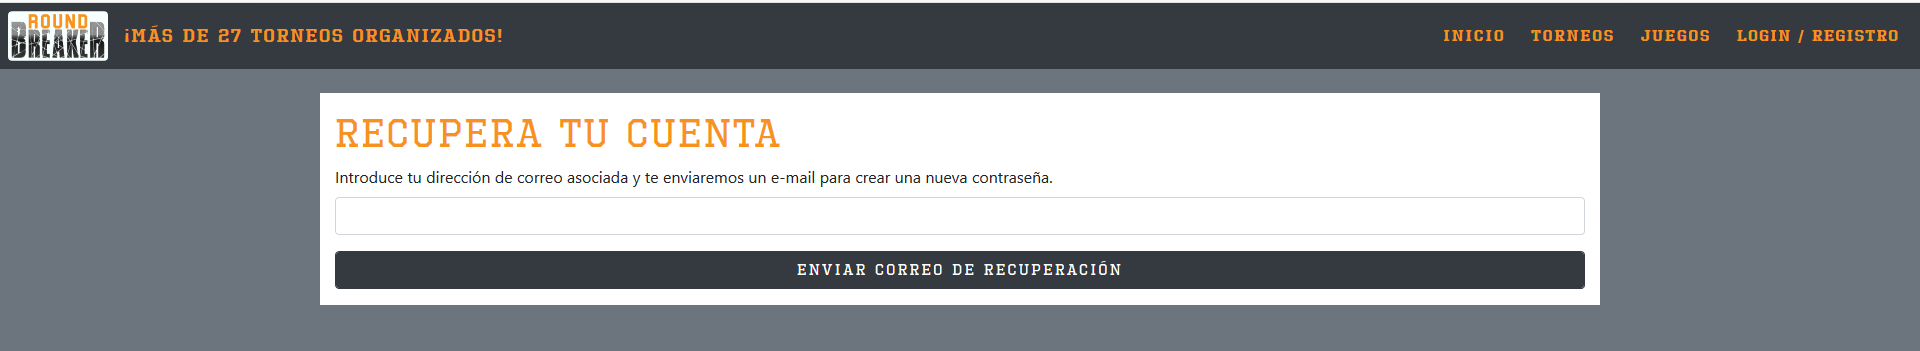 ROUND
BREAKER
¡MÁS DE 27 TORNEOS ORGANIZADOS!
INICIO
TORNEOS
JUEGOS
LOGIN / REGISTRO
RECUPERA TU CUENTA
Introduce tu dirección de correo asociada y te enviaremos un e-mail para crear una nueva contraseña.
ENVIAR CORREO DE RECUPERACIÓN